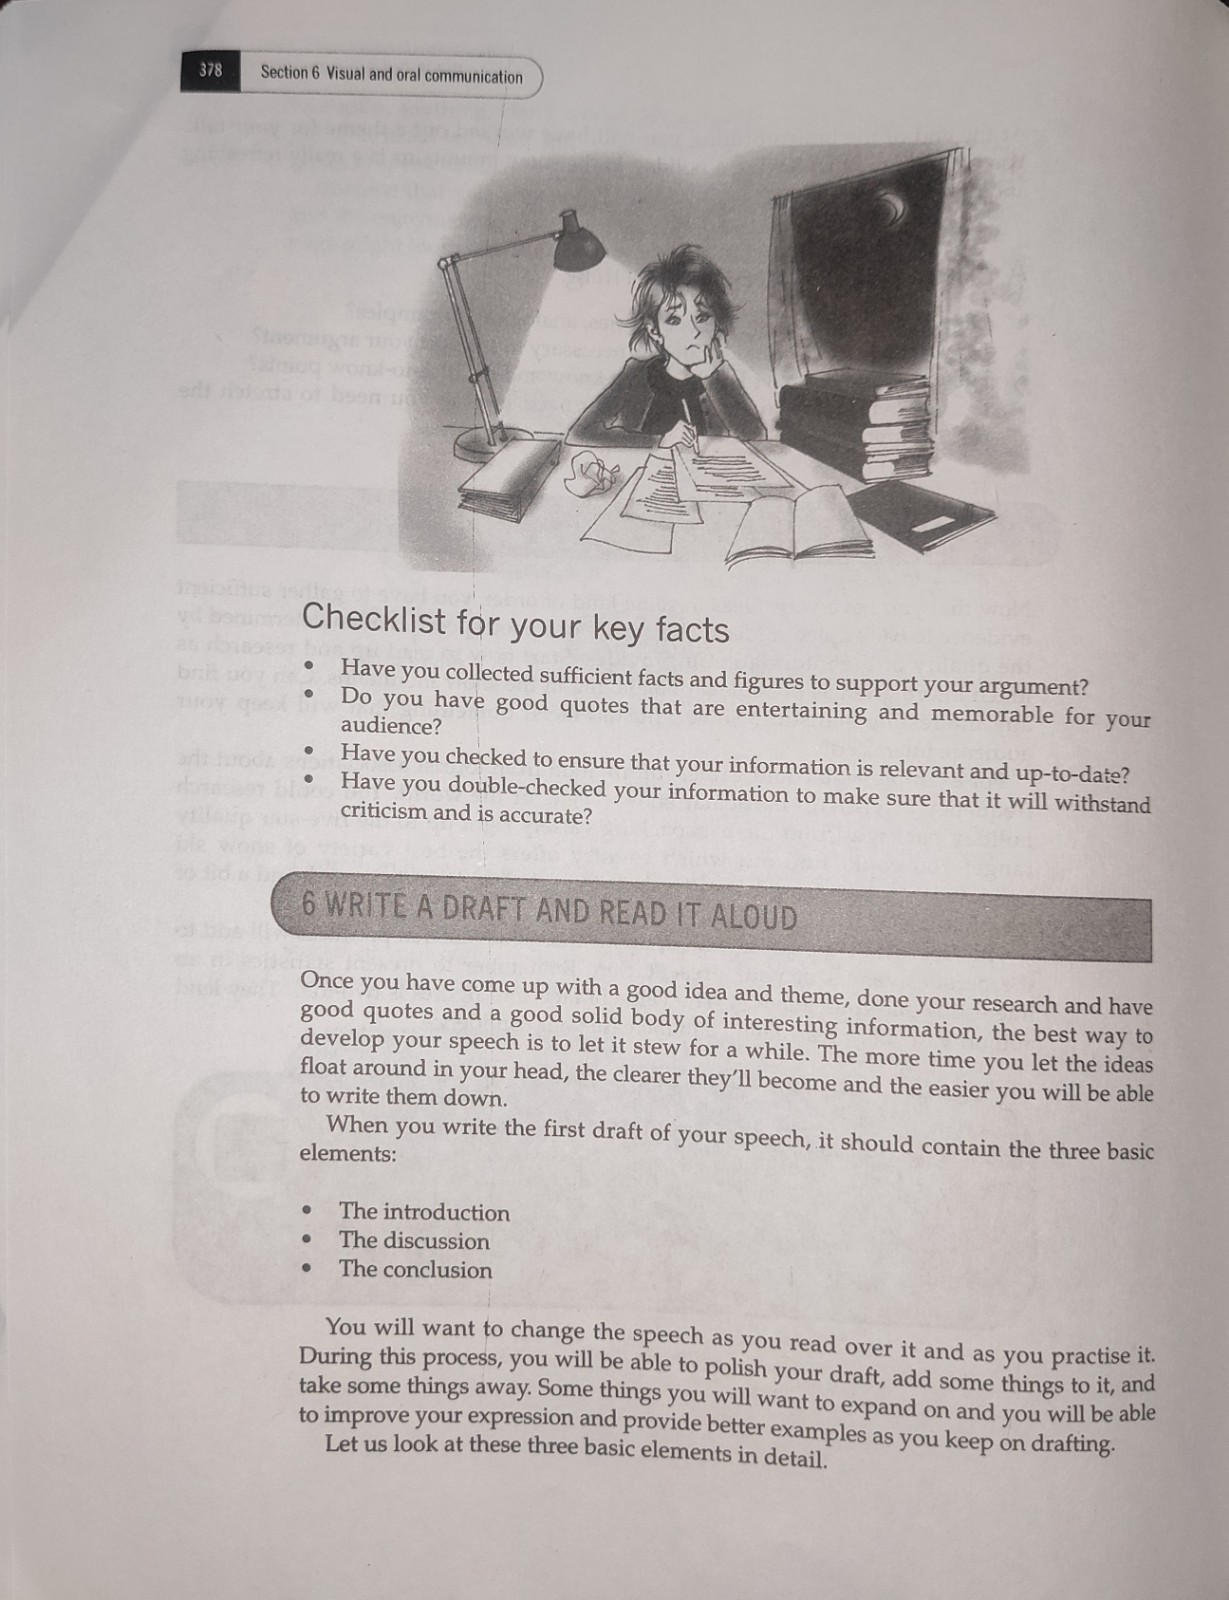 378
Section 6 Visual and oral communication
Checklist for your key facts
• Have you collected sufficient facts and figures to support your argument?
• Do you have good quotes that are entertaining and memorable for your
audience?
• Have you checked to ensure that your information is relevant and up-to-date?
• Have you double-checked your information to make sure that it will withstand
criticism and is accurate?
6 WRITE A DRAFT AND READ IT ALOUD
Once you have come up with a good idea and theme, done your research and have
good quotes and a good solid body of interesting information, the best way to
develop your speech is to let it stew for a while. The more time you let the ideas
float around in your head, the clearer they'll become and the easier you will be able
to write them down.
When you write the first draft of your speech, it should contain the three basic
elements:
• The introduction
• The discussion
• The conclusion
You will want to change the speech as you read over it and as you practise it.
During this process, you will be able to polish your draft, add some things to it, and
take some things away. Some things you will want to expand on and you will be able
to improve your expression and provide better examples as you keep on drafting.
Let us look at these three basic elements in detail.